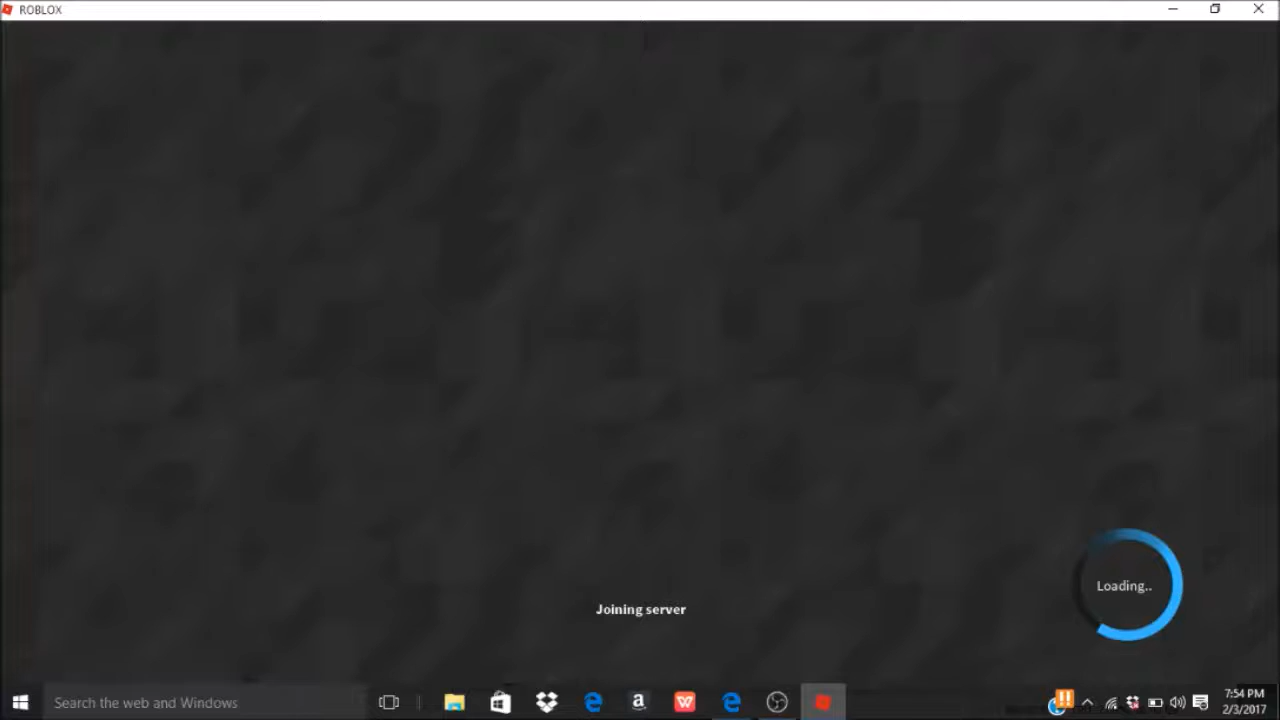 ROBLOX
Loading..
Joining server
Search the web and Windows
7:54 PM
2/3/2017